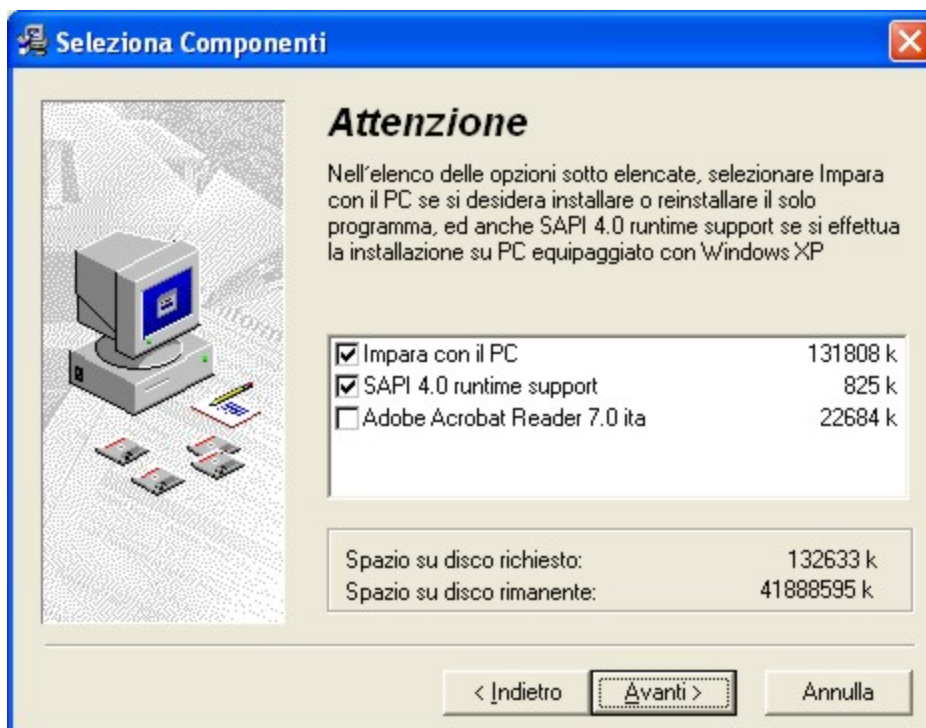 Seleziona Componenti
Attenzione
Nell'elenco delle opzioni sotto elencate, selezionare Impara
con il PC se si desidera installare o reinstallare il solo
programma, ed anche SAPI 4.0 runtime support se si effettua
la installazione su PC equipaggiato con Windows XP
Impara con il PC 131808 k
SAPI 4.0 runtime support 825 k
Adobe Acrobat Reader 7.0 ita 22684 k
Spazio su disco richiesto: 132633 k
Spazio su disco rimanente: 41888595 k
< Indietro Avanti > Annulla